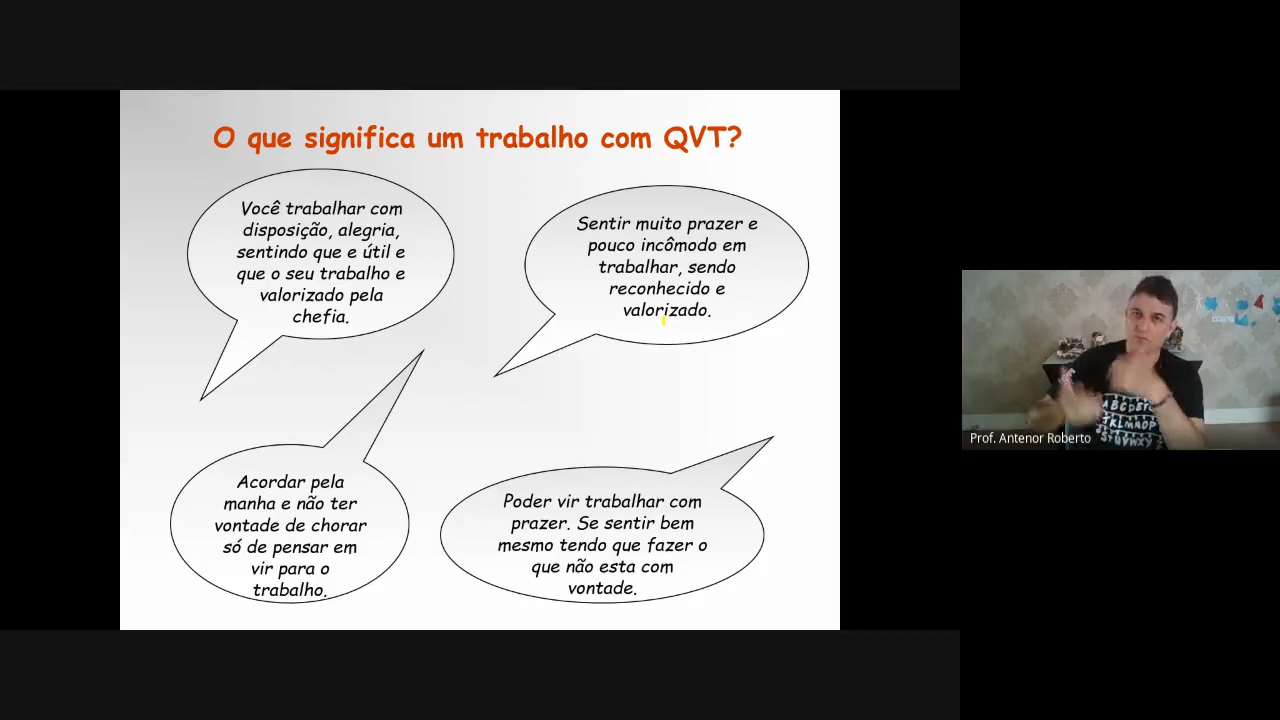 O que significa um trabalho com QVT?
Você trabalhar com
disposição, alegria,
sentindo que e útil e
que o seu trabalho e
valorizado pela
chefia.
Sentir muito prazer e
pouco incômodo em
trabalhar, sendo
reconhecido e
valorizado.
Acordar pela
manha e não ter
vontade de chorar
só de pensar em
vir para o
trabalho.
Poder vir trabalhar com
prazer. Se sentir bem
mesmo tendo que fazer o
que não esta com
vontade.
Prof. Antenor Roberto